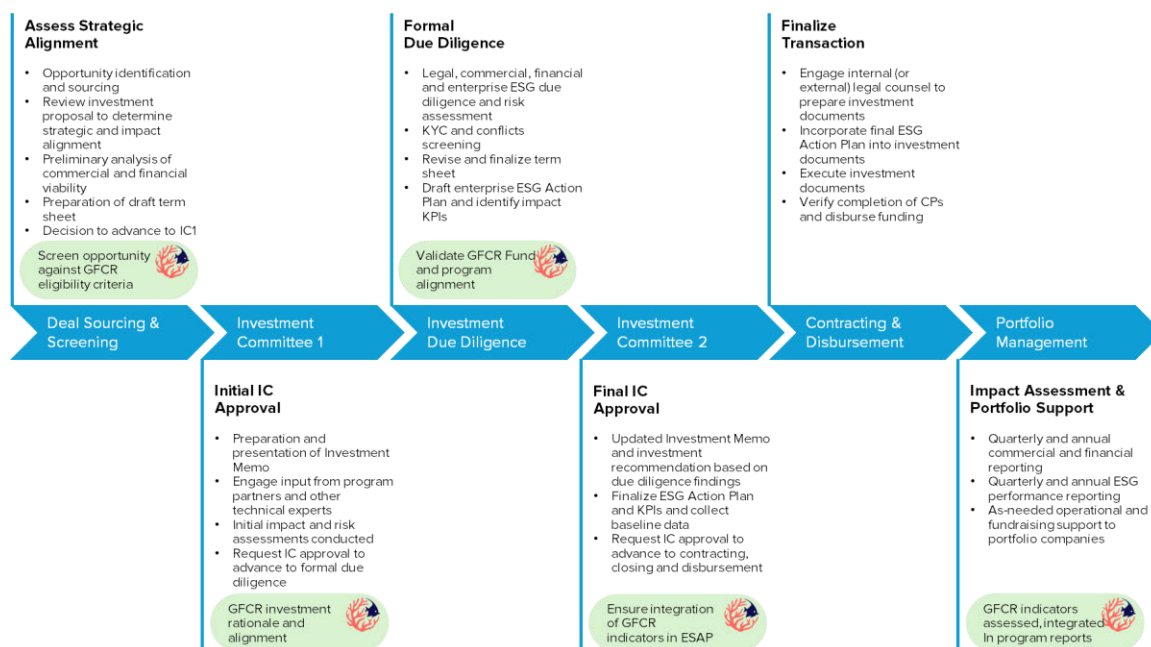 Assess Strategic
Alignment
• Opportunity identification
and sourcing
• Review investment
proposal to determine
strategic and impact
alignment
• Preliminary analysis of
commercial and financial
viability
• Preparation of draft term
sheet
• Decision to advance to IC1
Screen opportunity
against GFCR
eligibility criteria
Formal
Due Diligence
• Legal, commercial, financial
and enterprise ESG due
diligence and risk
assessment
• KYC and conflicts
screening
• Revise and finalize term
sheet
• Draft enterprise ESG Action
Plan and identify impact
KPIs
Validate GFCR Fund
and program
alignment
Finalize
Transaction
• Engage internal (or
external) legal counsel to
prepare investment
documents
• Incorporate final ESG
Action Plan into investment
documents
• Execute investment
documents
• Verify completion of CPs
and disburse funding
Deal Sourcing &
Screening
Investment
Committee 1
Investment
Due Diligence
Investment
Committee 2
Contracting &
Disbursement
Portfolio
Management
Initial IC
Approval
• Preparation and
presentation of Investment
Memo
• Engage input from program
partners and other
technical experts
• Initial impact and risk
assessments conducted
• Request IC approval to
advance to formal due
diligence
GFCR investment
rationale and
alignment
Final IC
Approval
• Updated Investment Memo
and investment
recommendation based on
due diligence findings
• Finalize ESG Action Plan
and KPIs and collect
baseline data
• Request IC approval to
advance to contracting,
closing and disbursement
Ensure integration
of GFCR
indicators in ESAP
Impact Assessment &
Portfolio Support
• Quarterly and annual
commercial and financial
reporting
• Quarterly and annual ESG
performance reporting
• As-needed operational and
fundraising support to
portfolio companies
GFCR indicators
assessed, integrated
In program reports